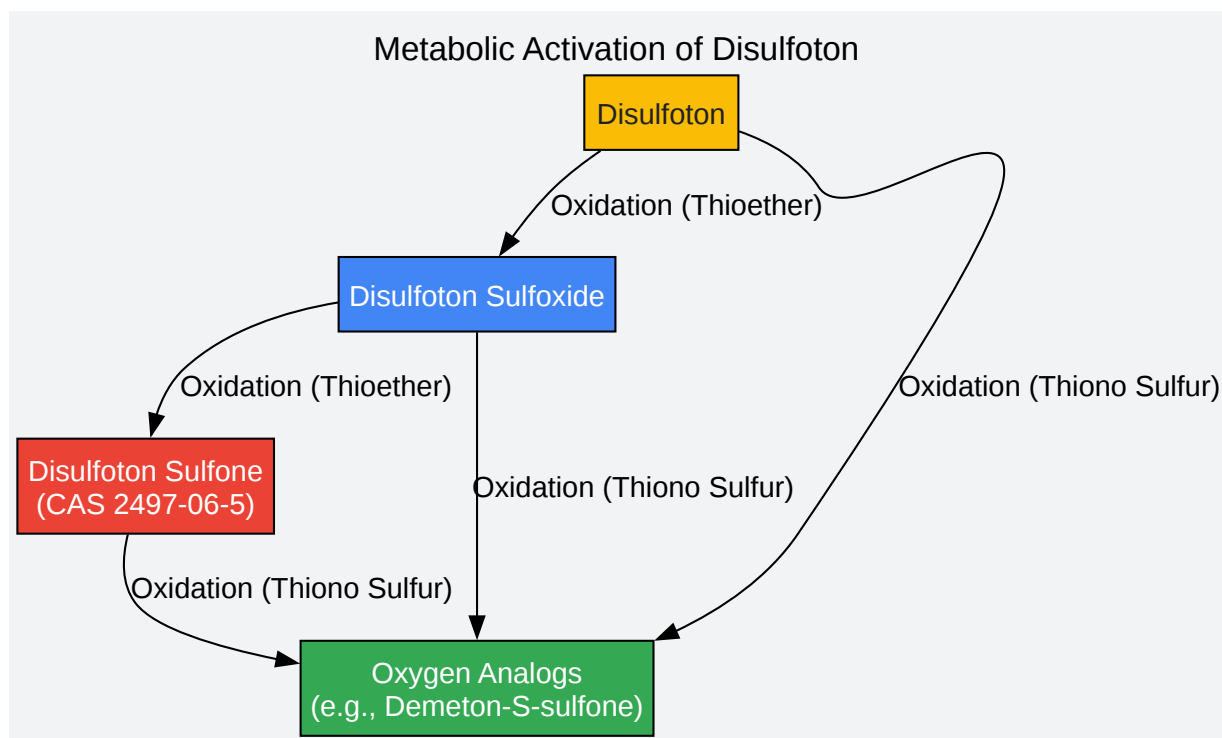 Metabolic Activation of Disulfoton
Disulfoton
Oxidation (Thioether)
Disulfoton Sulfoxide
Oxidation (Thioether)
Oxidation (Thiono Sulfur)
Disulfoton Sulfone
(CAS 2497-06-5)
Oxidation (Thiono Sulfur)
Oxidation (Thiono Sulfur)
Oxygen Analogs
(e.g., Demeton-S-sulfone)